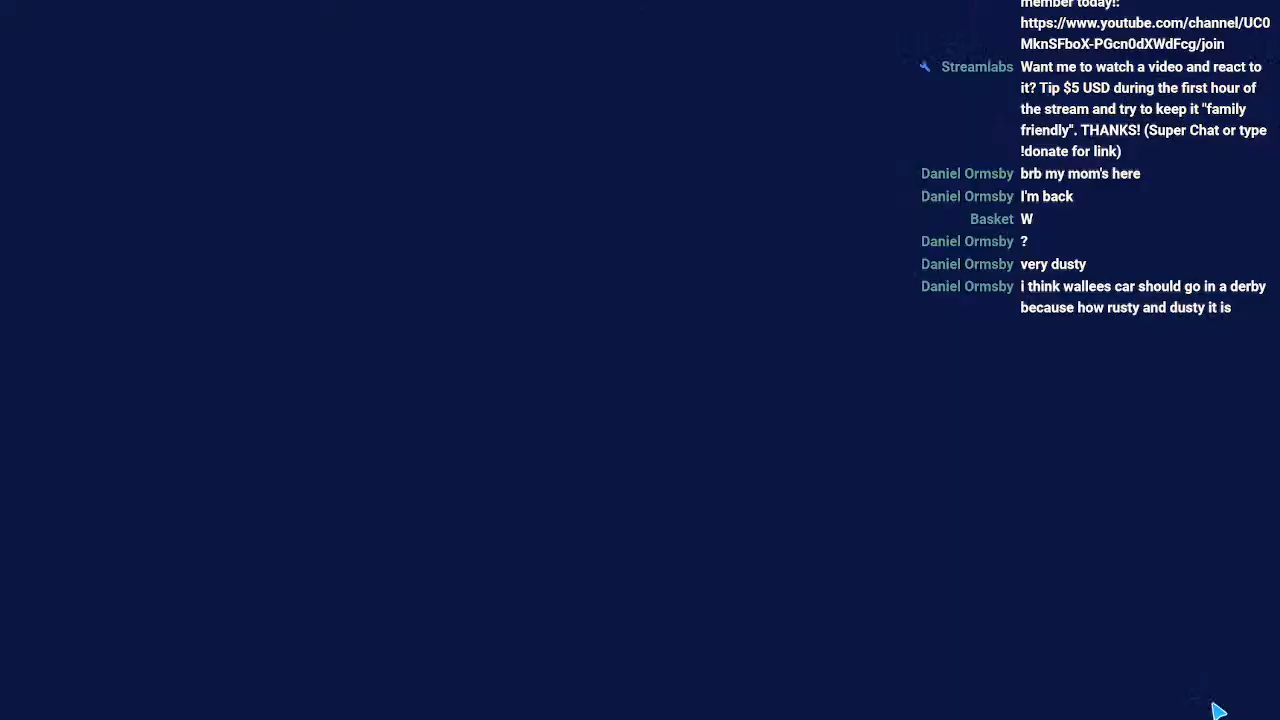 member today!:
https://www.youtube.com/channel/UC0
MknSFboX-PGcn0dXWdFcg/join
Streamlabs Want me to watch a video and react to
it? Tip $5 USD during the first hour of
the stream and try to keep it "family
friendly". THANKS! (Super Chat or type
!donate for link)
Daniel Ormsby brb my mom's here
Daniel Ormsby I'm back
Basket W
Daniel Ormsby ?
Daniel Ormsby very dusty
Daniel Ormsby i think wallees car should go in a derby
because how rusty and dusty it is